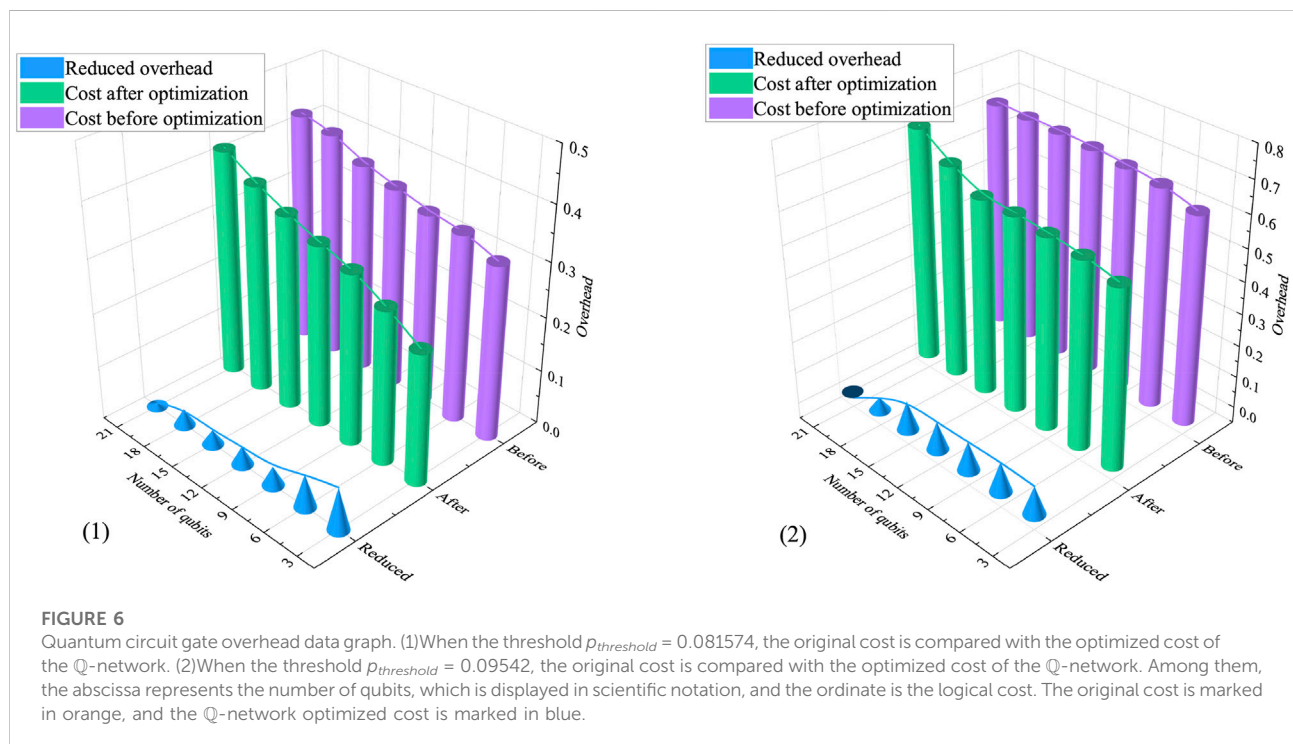 Reduced overhead
Cost after optimization
Cost before optimization
0.5
0.4
0.3
0.2
0.1
0.0
Overhead
21
18
15
12
9
6
3
Number of qubits
Before
After
Reduced
(1)
Reduced overhead
Cost after optimization
Cost before optimization
0.8
0.7
0.6
0.5
0.4
0.3
0.2
0.1
0.0
Overhead
21
18
15
12
9
6
3
Number of qubits
Before
After
Reduced
(2)
FIGURE 6
Quantum circuit gate overhead data graph. (1)When the threshold pthreshold = 0.081574, the original cost is compared with the optimized cost of
the ℚ-network. (2)When the threshold pthreshold = 0.09542, the original cost is compared with the optimized cost of the ℚ-network. Among them,
the abscissa represents the number of qubits, which is displayed in scientific notation, and the ordinate is the logical cost. The original cost is marked
in orange, and the ℚ-network optimized cost is marked in blue.